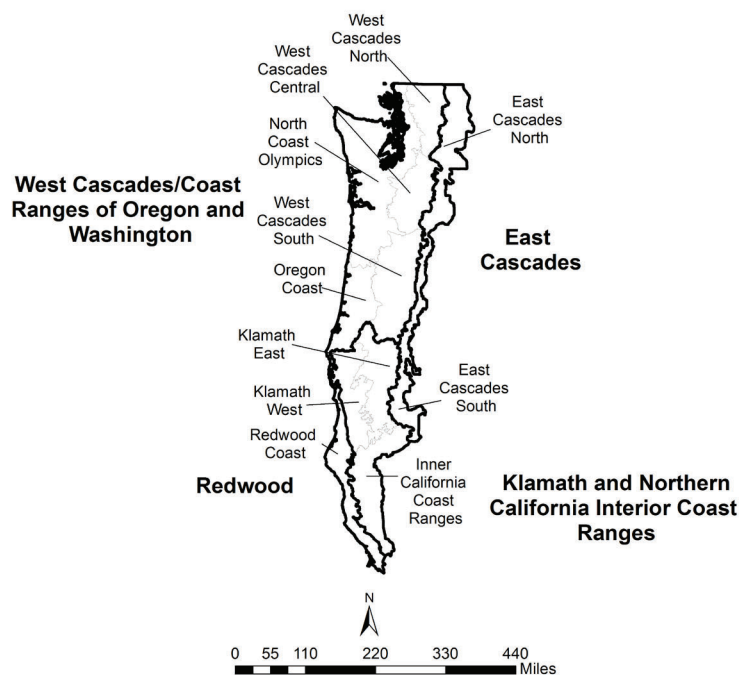 West
Cascades
North
West
Cascades
Central
East
Cascades
North
North
Coast
Olympics
West Cascades/Coast
Ranges of Oregon and
Washington
West
Cascades
South
East
Cascades
Oregon
Coast
Klamath
East
East
Cascades
South
Klamath
West
Redwood
Coast
Redwood
Inner
California
Coast
Ranges
Klamath and Northern
California Interior Coast
Ranges
N
0 55 110 220 330 440
Miles